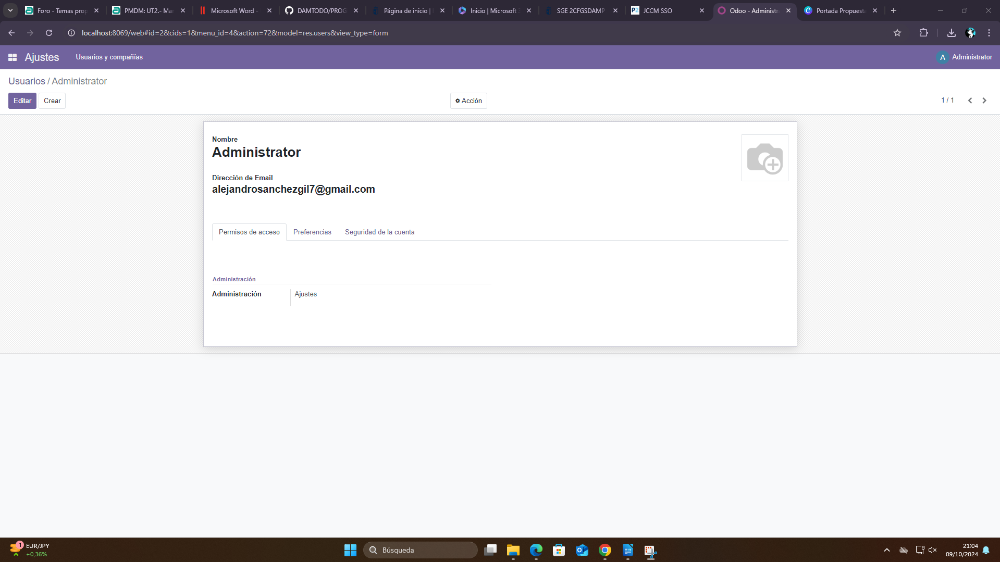 Foro - Temas prop
PMDM: UT2.- Mar
Microsoft Word -
DAMTODO/PROG
Página de inicio |
Inicio | Microsoft 3
SGE 2CFGSDAMP
JCCM SSO
Odoo - Administr
Portada Propuesta
localhost:8069/web#id=2&cids=1&menu_id=4&action=72&model=res.users&view_type=form
Ajustes
Usuarios y compañías
A Administrator
Usuarios / Administrator
Editar
Crear
Acción
1 / 1
Nombre
Administrator
Dirección de Email
alejandrosanchezgil7@gmail.com
Permisos de acceso
Preferencias
Seguridad de la cuenta
Administración
Administración
Ajustes
1
EUR/JPY
+0,36%
Búsqueda
21:04
09/10/2024